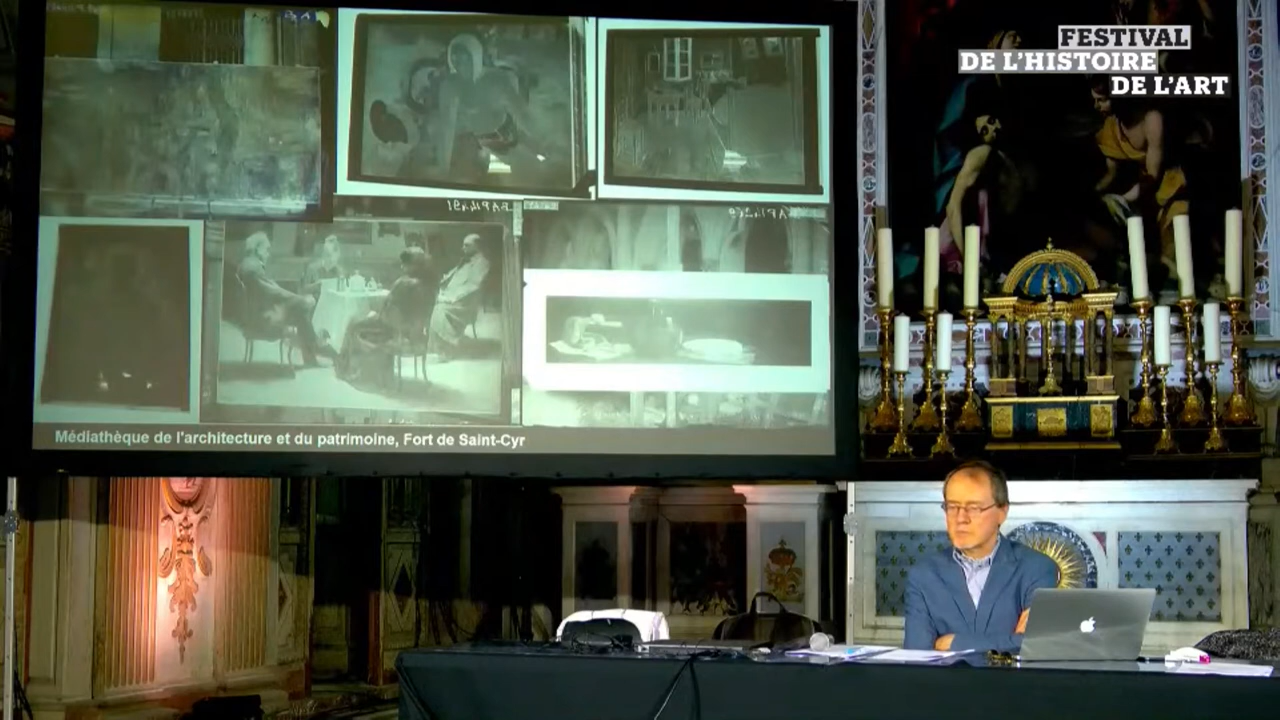 FESTIVAL
DE L'HISTOIRE
DE L'ART
Médiathèque de l'architecture et du patrimoine, Fort de Saint-Cyr